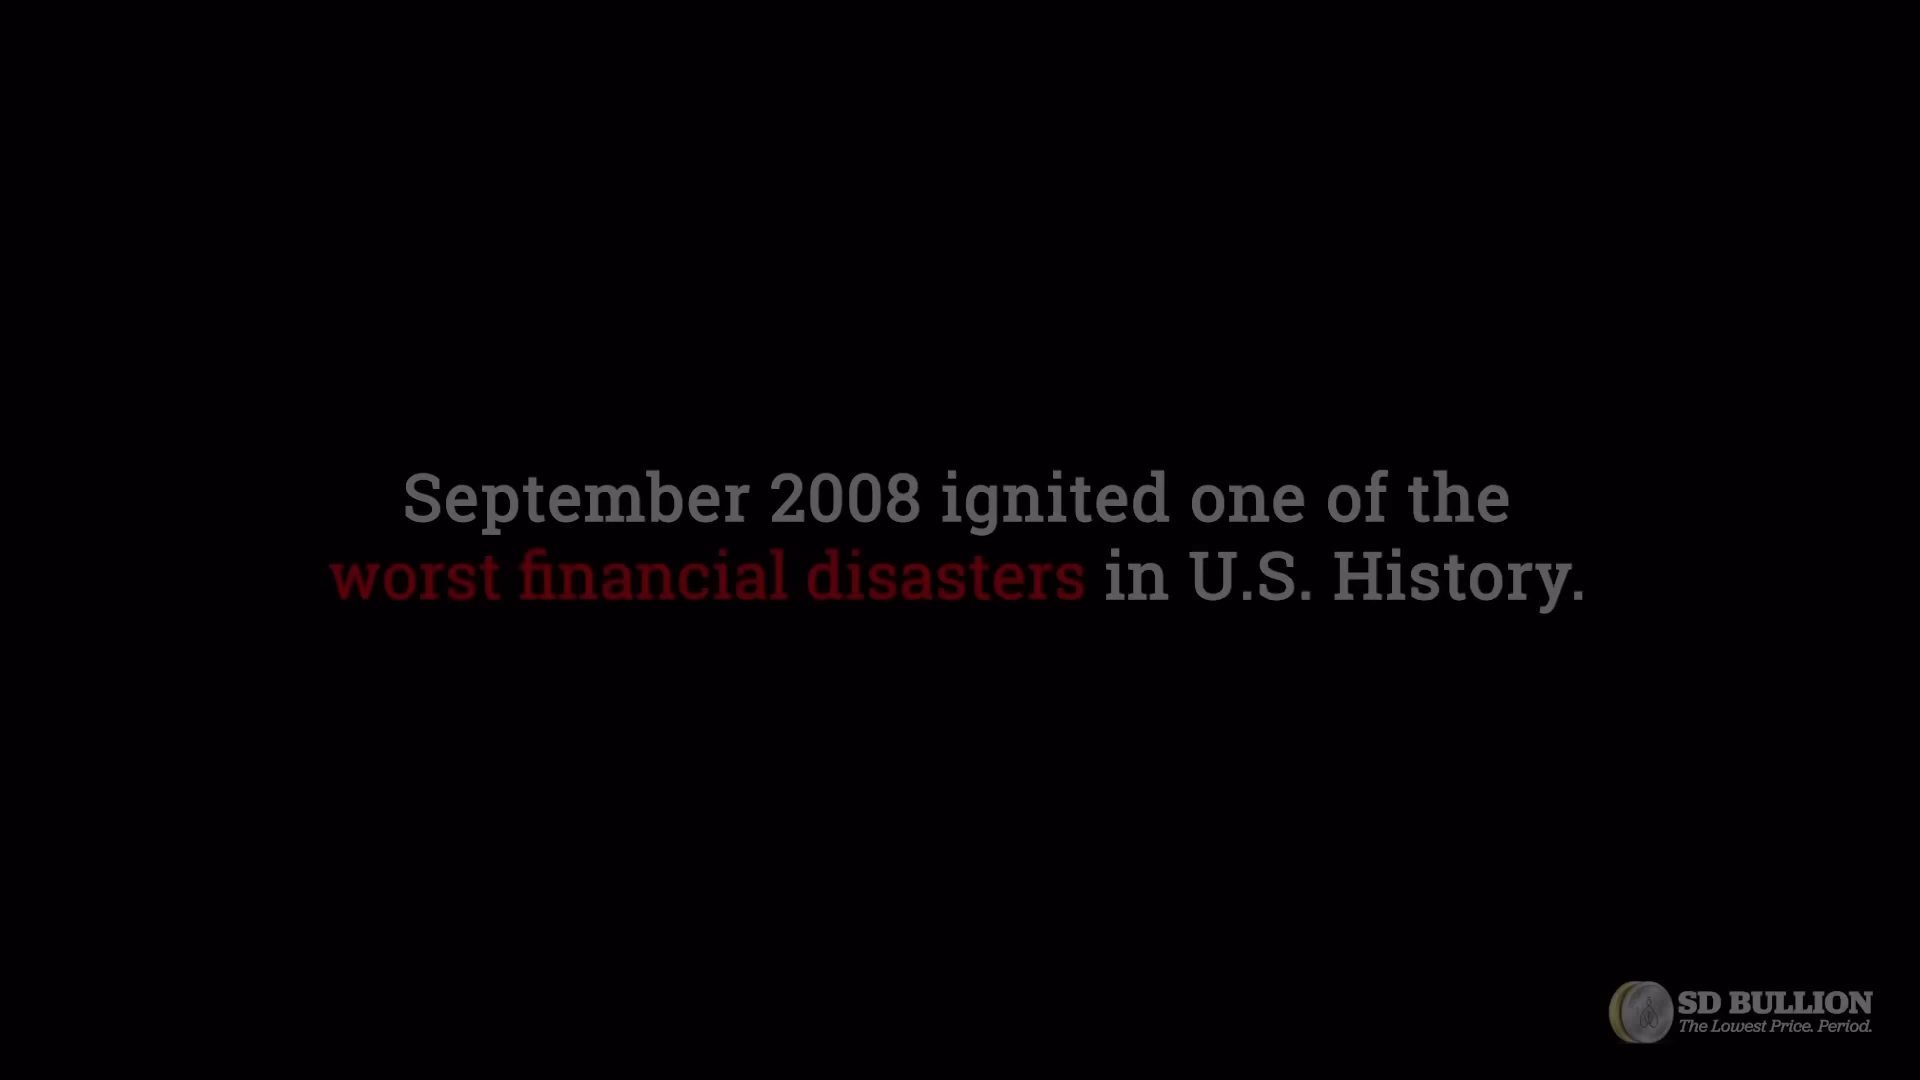 September 2008 ignited one of the
worst financial disasters in U.S. History.
SD BULLION
The Lowest Price. Period.